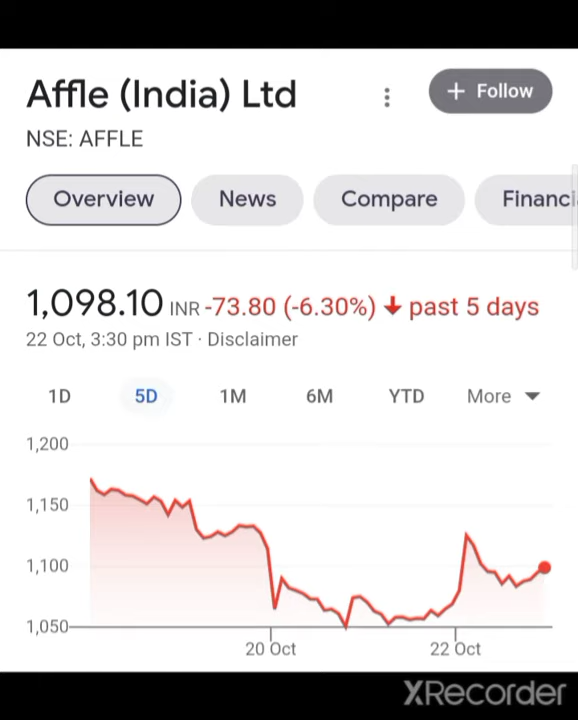 Affle (India) Ltd
+ Follow
NSE: AFFLE
Overview News Compare Financi
1,098.10 INR -73.80 (-6.30%) ↓ past 5 days
22 Oct, 3:30 pm IST · Disclaimer
1D 5D 1M 6M YTD More
1,200
1,150
1,100
1,050
20 Oct 22 Oct
XRecorder